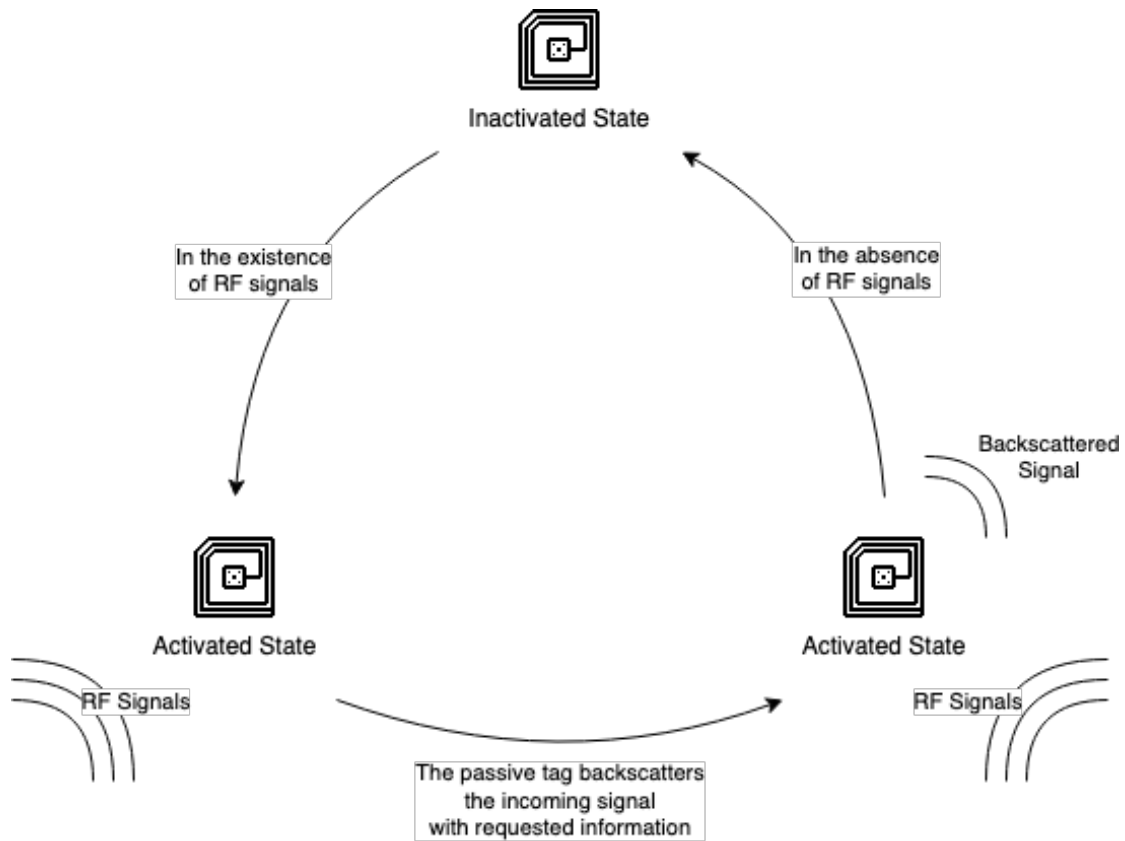 Inactivated State
In the existence
of RF signals
In the absence
of RF signals
Backscattered
Signal
Activated State
Activated State
RF Signals
RF Signals
The passive tag backscatters
the incoming signal
with requested information